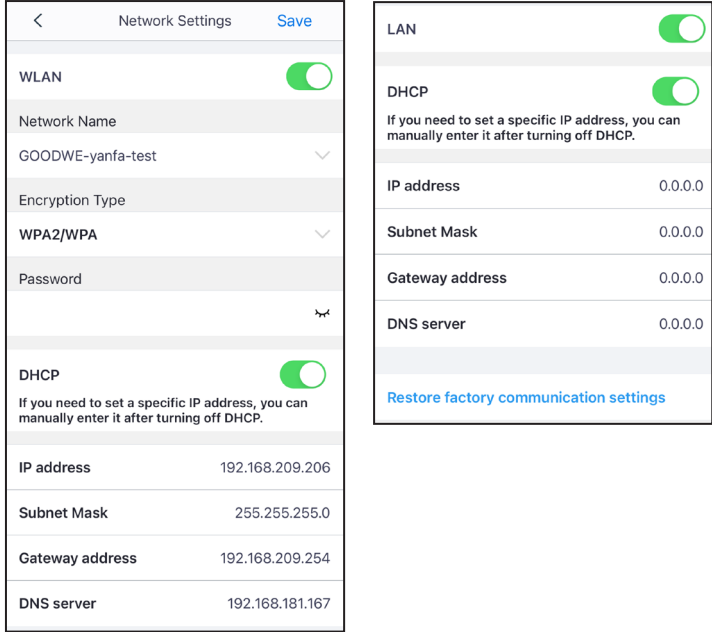 Network Settings Save
WLAN
Network Name
GOODWE-yanfa-test
Encryption Type
WPA2/WPA
Password
DHCP
If you need to set a specific IP address, you can
manually enter it after turning off DHCP.
IP address 192.168.209.206
Subnet Mask 255.255.255.0
Gateway address 192.168.209.254
DNS server 192.168.181.167
LAN
DHCP
If you need to set a specific IP address, you can
manually enter it after turning off DHCP.
IP address 0.0.0.0
Subnet Mask 0.0.0.0
Gateway address 0.0.0.0
DNS server 0.0.0.0
Restore factory communication settings